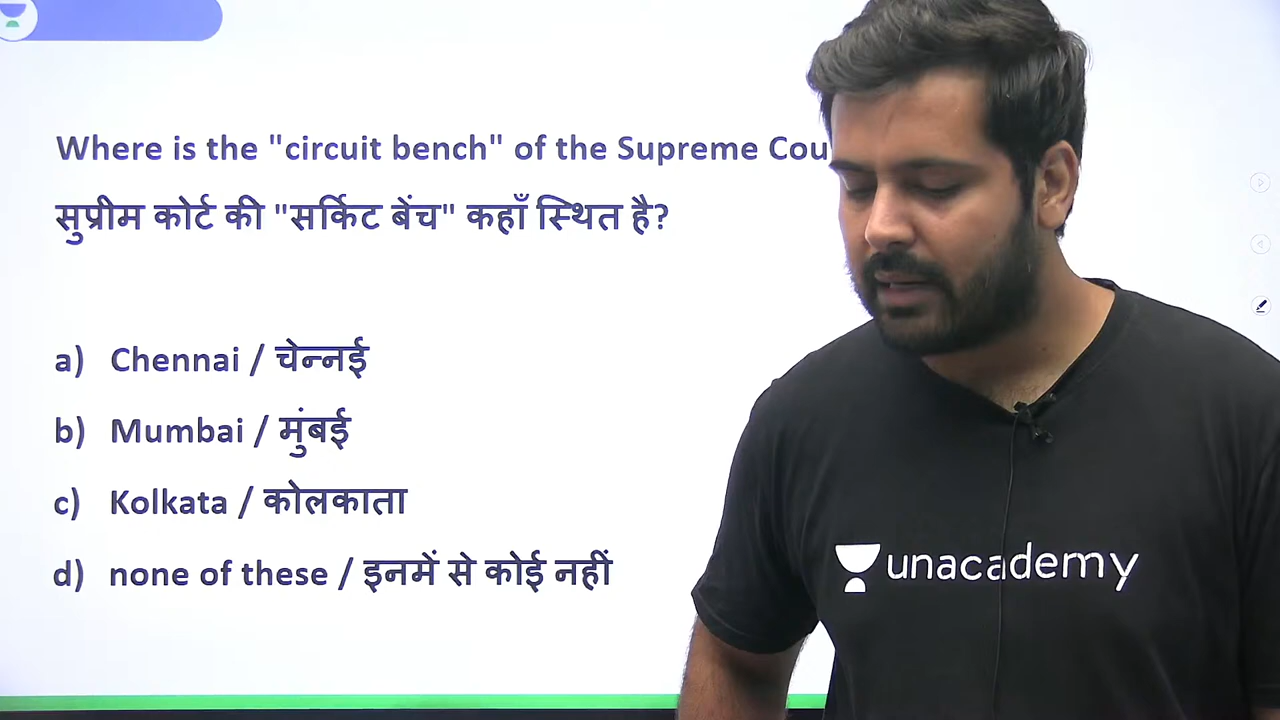 Where is the "circuit bench" of the Supreme
सुप्रीम कोर्ट की "सर्किट बेंच" कहाँ स्थित है?
a) Chennai / चेन्नई
b) Mumbai / मुंबई
c) Kolkata / कोलकाता
d) none of these / इनमें से कोई नहीं
unacademy